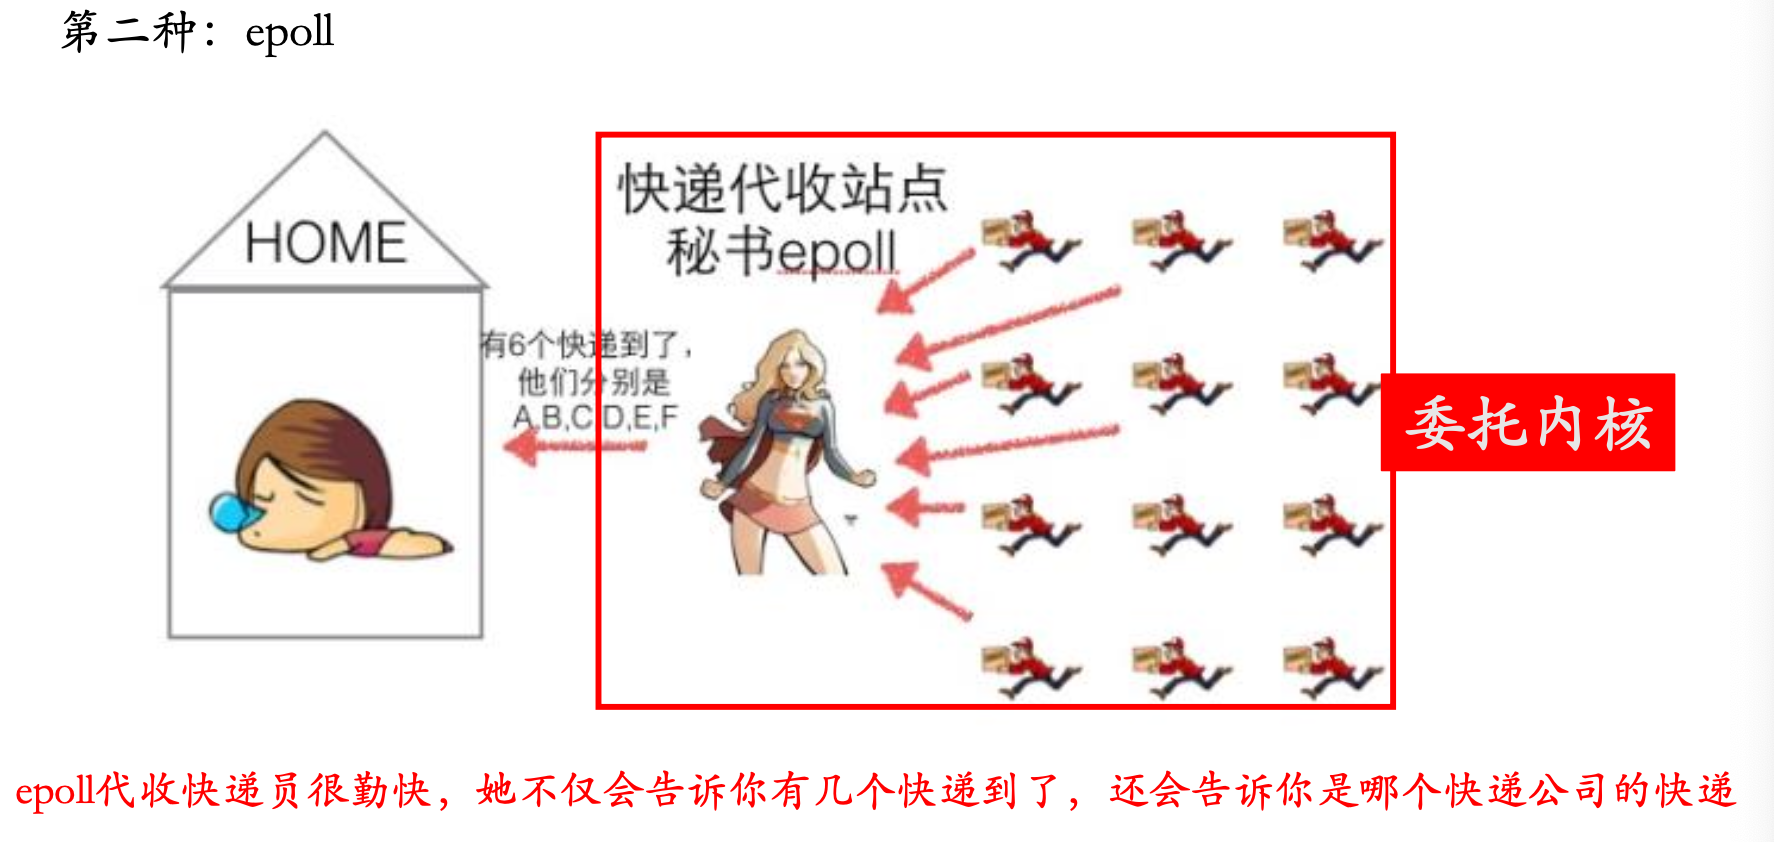 第二种：epoll
HOME
快递代收站点
秘书epoll
有6个快递到了，
他们分别是
A,B,C,D,E,F
委托内核
epoll代收快递员很勤快，她不仅会告诉你有几个快递到了，还会告诉你是哪个快递公司的快递